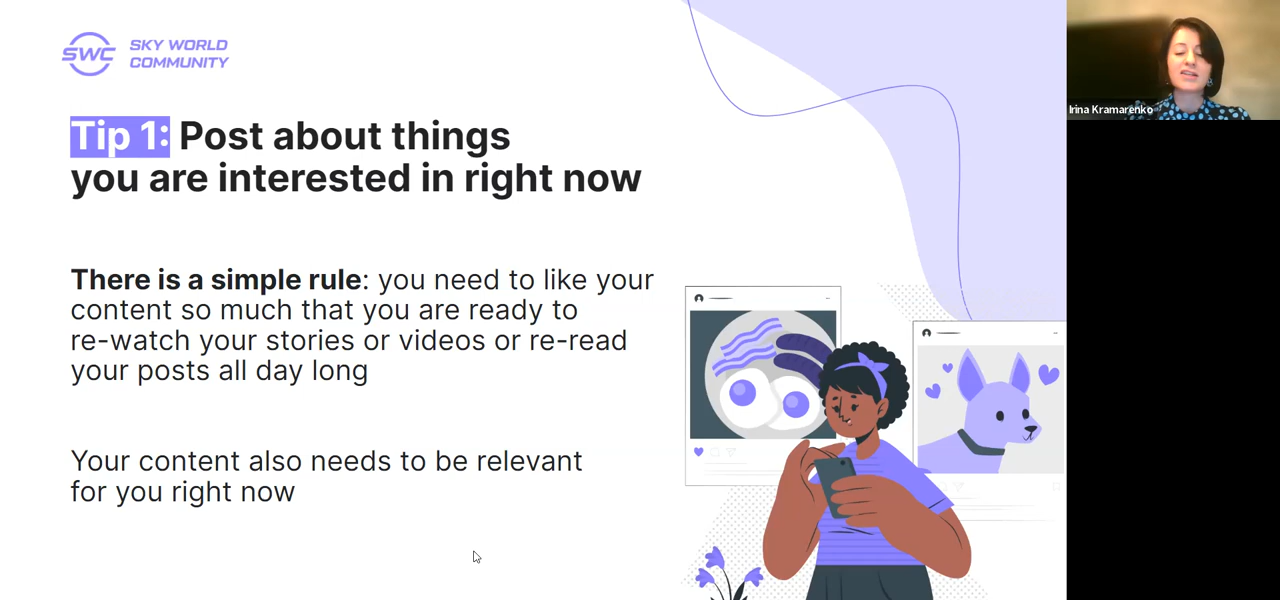 SWC
SKY WORLD
COMMUNITY
Irina Kramarenko
Tip 1: Post about things
you are interested in right now
There is a simple rule: you need to like your
content so much that you are ready to
re-watch your stories or videos or re-read
your posts all day long
Your content also needs to be relevant
for you right now